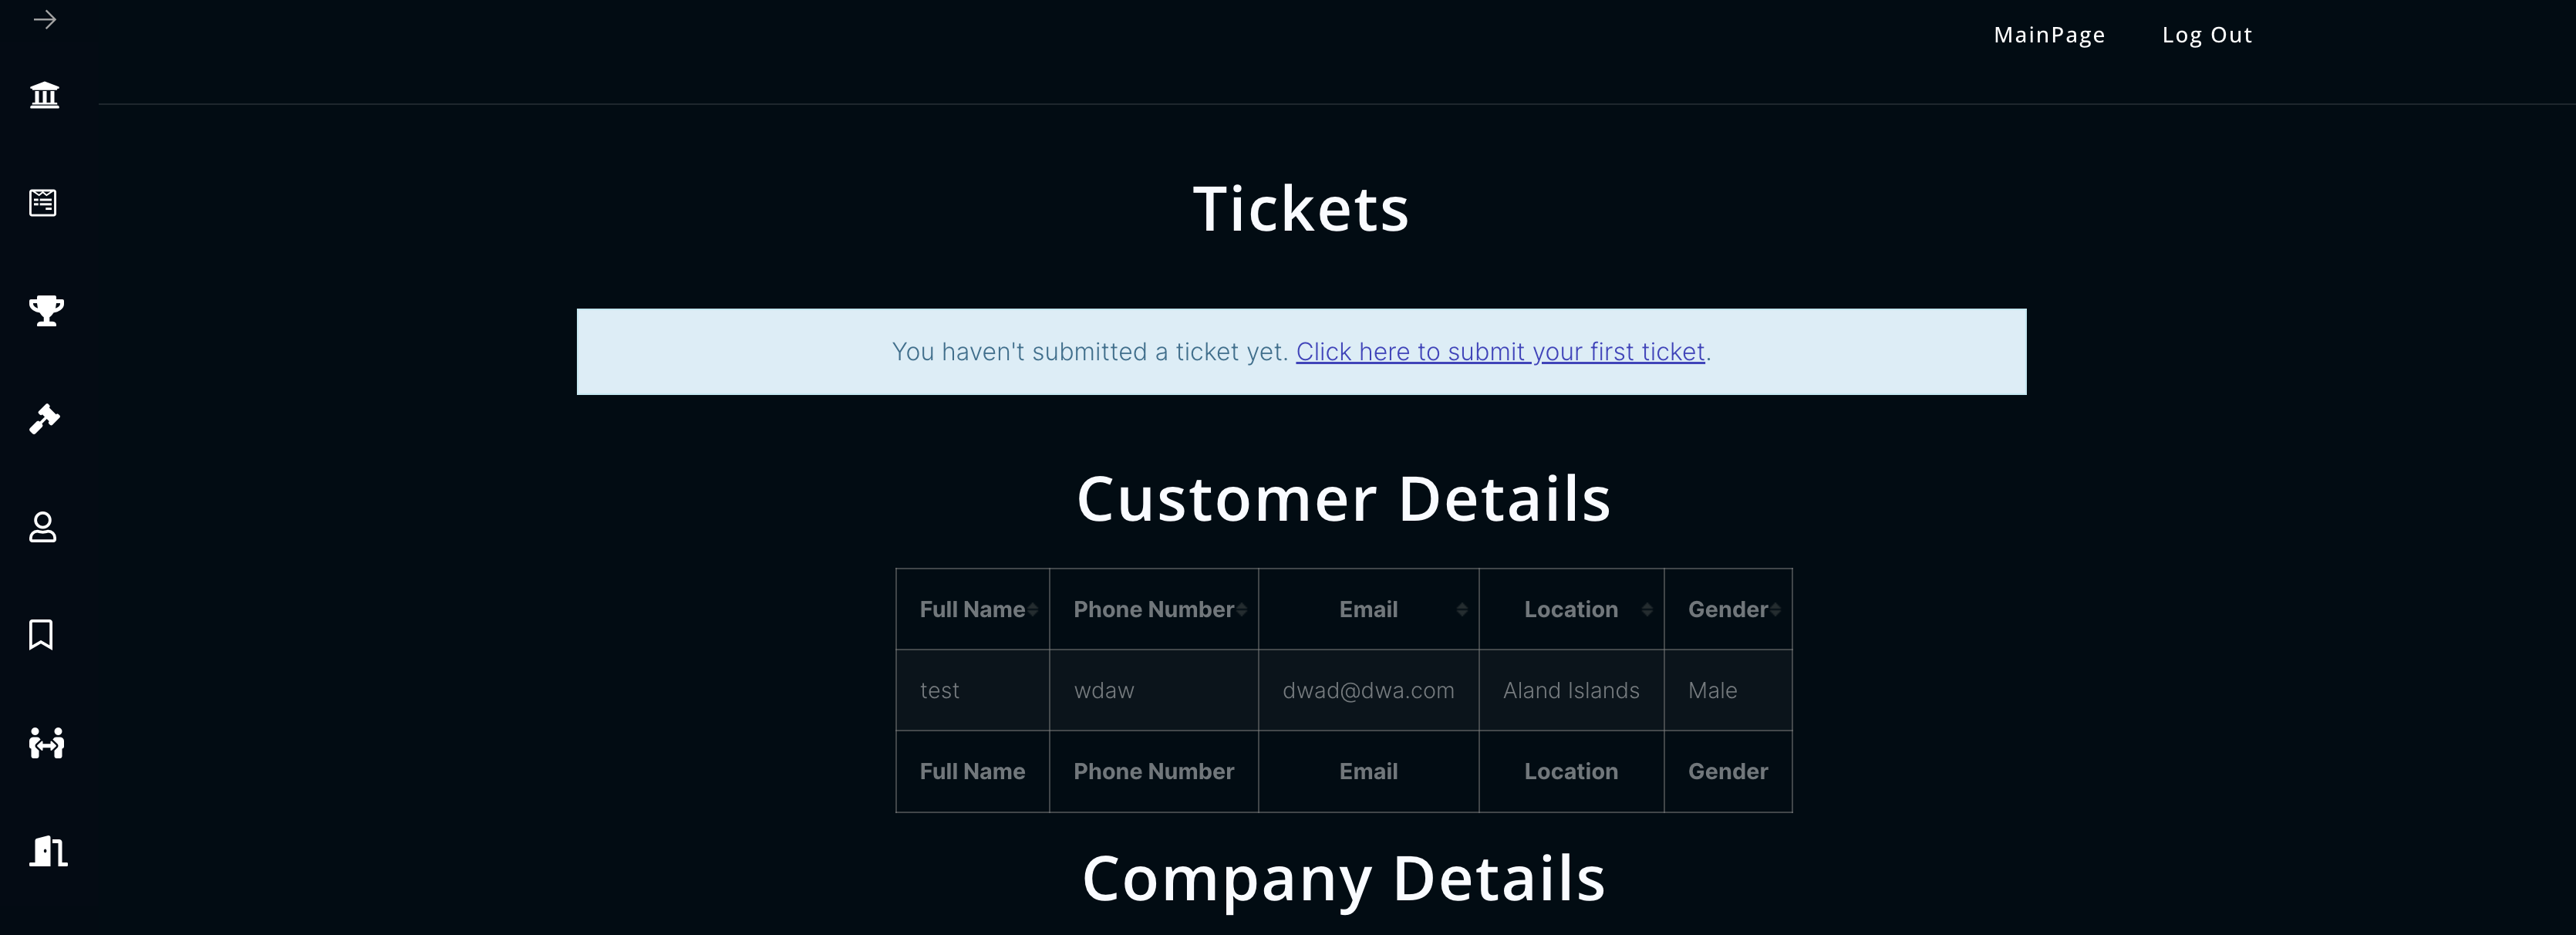 MainPage Log Out
Tickets
You haven't submitted a ticket yet. Click here to submit your first ticket.
Customer Details
Full Name Phone Number Email Location Gender
test wdaw dwad@dwa.com Aland Islands Male
Full Name Phone Number Email Location Gender
Company Details